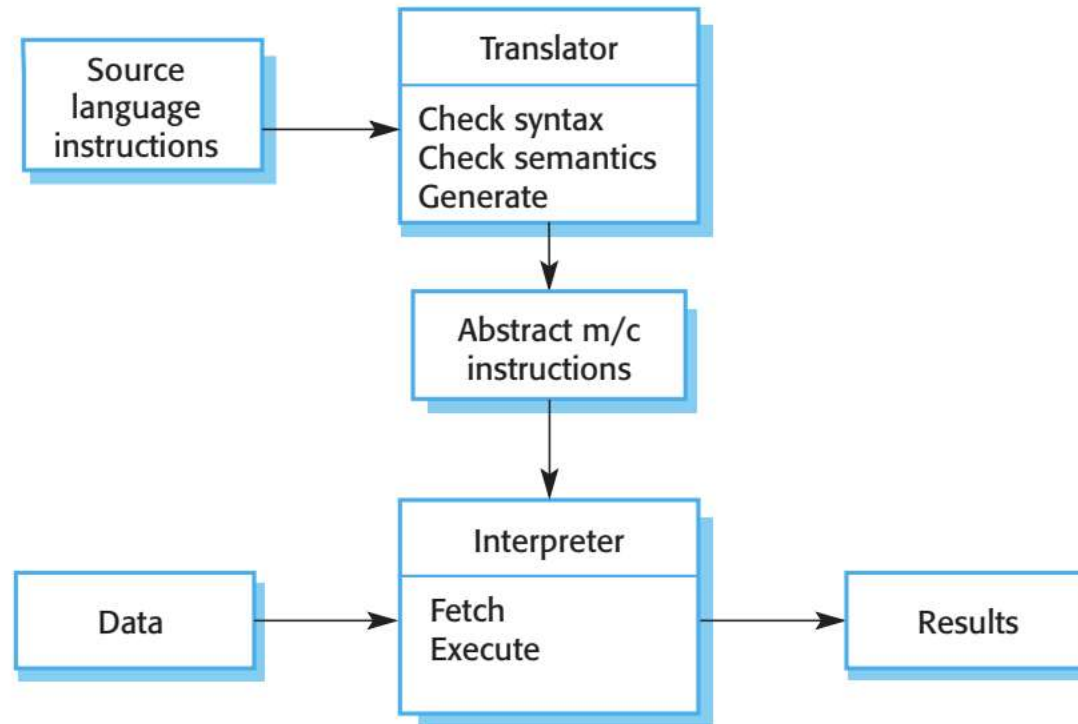 Source
language
instructions
Translator
Check syntax
Check semantics
Generate
Abstract m/c
instructions
Interpreter
Fetch
Execute
Data
Results